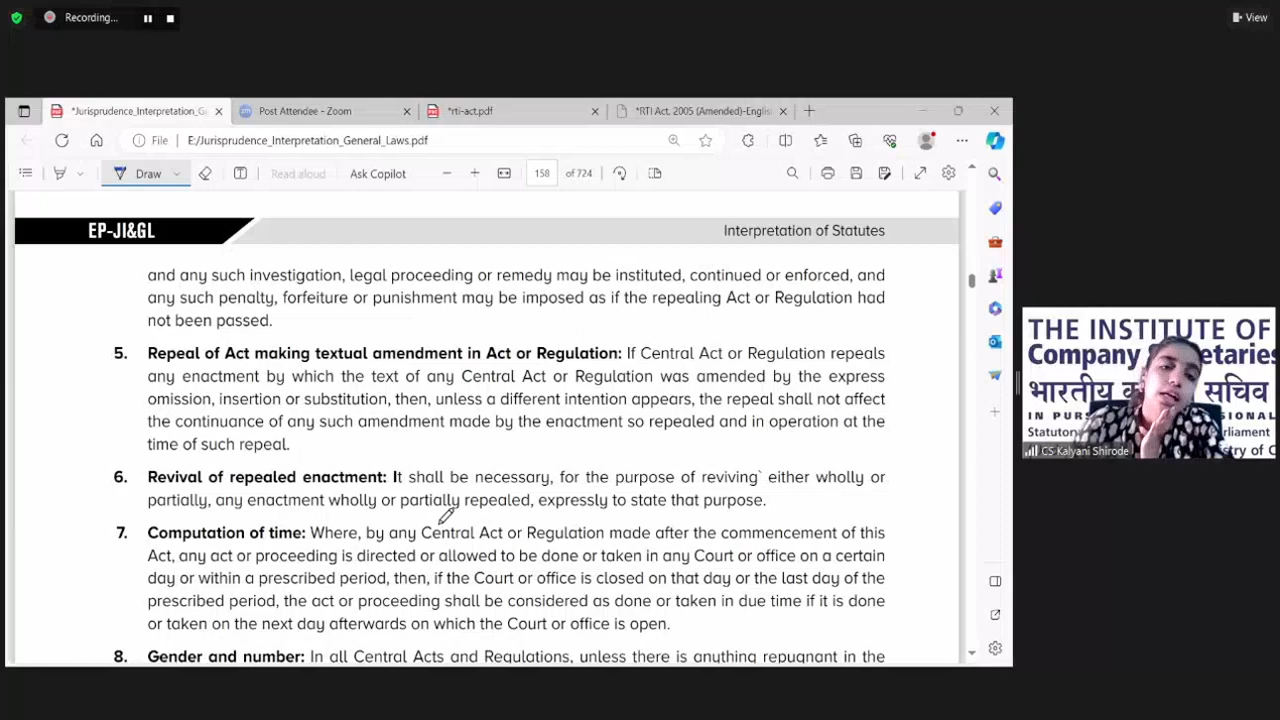 Recording...
View
*Jurisprudence_Interpretation_Ge
Post Attendee - Zoom
*rti-act.pdf
*RTI Act, 2005 (Amended)-Englis
File
E:/Jurisprudence_Interpretation_General_Laws.pdf
Draw
Read aloud
Ask Copilot
158 of 724
EP-JI&GL
Interpretation of Statutes
and any such investigation, legal proceeding or remedy may be instituted, continued or enforced, and
any such penalty, forfeiture or punishment may be imposed as if the repealing Act or Regulation had
not been passed.
5. Repeal of Act making textual amendment in Act or Regulation: If Central Act or Regulation repeals
any enactment by which the text of any Central Act or Regulation was amended by the express
omission, insertion or substitution, then, unless a different intention appears, the repeal shall not affect
the continuance of any such amendment made by the enactment so repealed and in operation at the
time of such repeal.
6. Revival of repealed enactment: It shall be necessary, for the purpose of reviving` either wholly or
partially, any enactment wholly or partially repealed, expressly to state that purpose.
7. Computation of time: Where, by any Central Act or Regulation made after the commencement of this
Act, any act or proceeding is directed or allowed to be done or taken in any Court or office on a certain
day or within a prescribed period, then, if the Court or office is closed on that day or the last day of the
prescribed period, the act or proceeding shall be considered as done or taken in due time if it is done
or taken on the next day afterwards on which the Court or office is open.
8. Gender and number: In all Central Acts and Regulations, unless there is anything repugnant in the
THE INSTITUTE OF
Company
भारतीय सचिव
IN PUR
Statutor
CS Kalyani Shirode